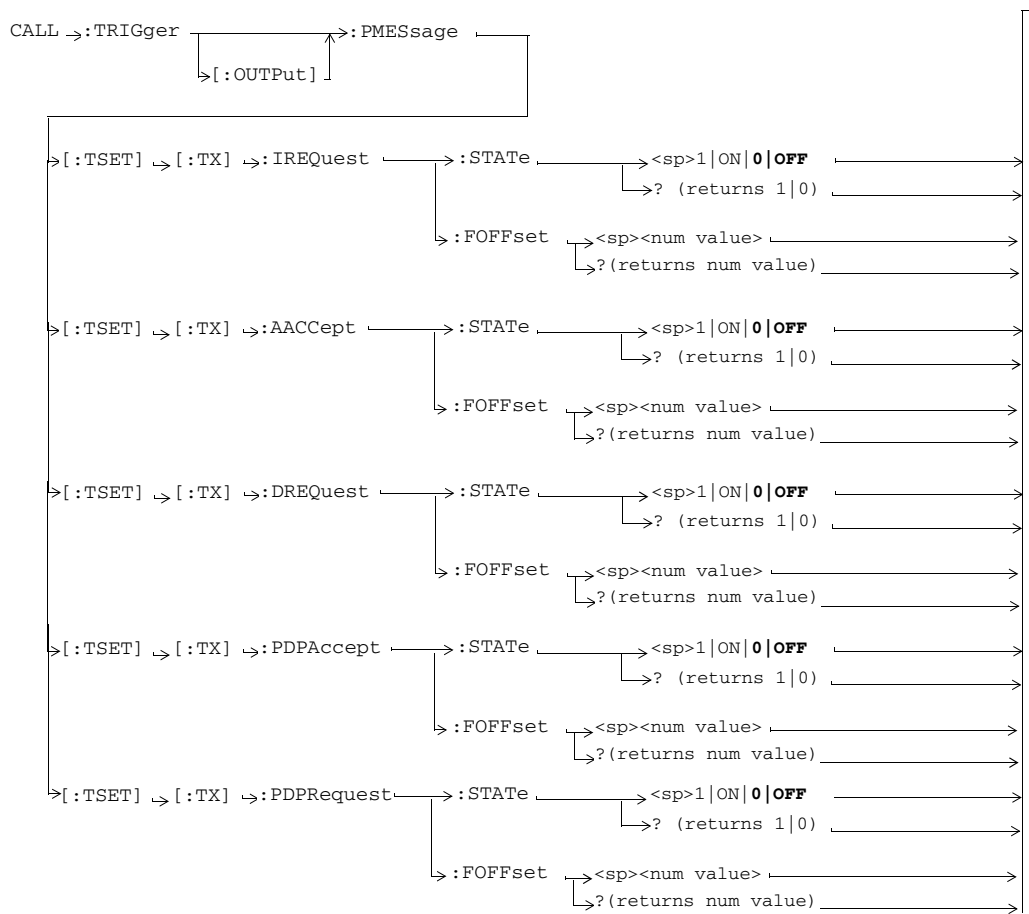 CALL :TRIGger :PMESsage
[:OUTPut]
[:TSET] [:TX] :IREQuest :STATe <sp>1|ON|0|OFF
? (returns 1|0)
:FOFFset <sp><num value>
?(returns num value)
[:TSET] [:TX] :AACCept :STATe <sp>1|ON|0|OFF
? (returns 1|0)
:FOFFset <sp><num value>
?(returns num value)
[:TSET] [:TX] :DREQuest :STATe <sp>1|ON|0|OFF
? (returns 1|0)
:FOFFset <sp><num value>
?(returns num value)
[:TSET] [:TX] :PDPAccept :STATe <sp>1|ON|0|OFF
? (returns 1|0)
:FOFFset <sp><num value>
?(returns num value)
[:TSET] [:TX] :PDPRequest :STATe <sp>1|ON|0|OFF
? (returns 1|0)
:FOFFset <sp><num value>
?(returns num value)